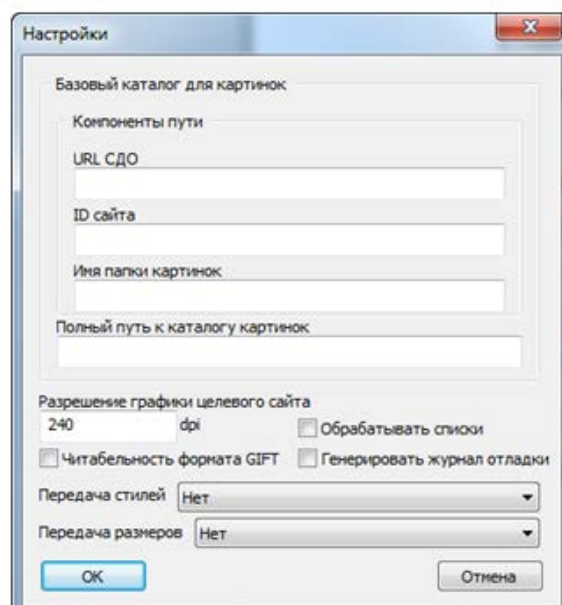 Настройки
Базовый каталог для картинок
Компоненты пути
URL СДО
ID сайта
Имя папки картинок
Полный путь к каталогу картинок
Разрешение графики целевого сайта
240 dpi
Обрабатывать списки
Читабельность формата GIFT
Генерировать журнал отладки
Передача стилей Нет
Передача размеров Нет
ОК
Отмена